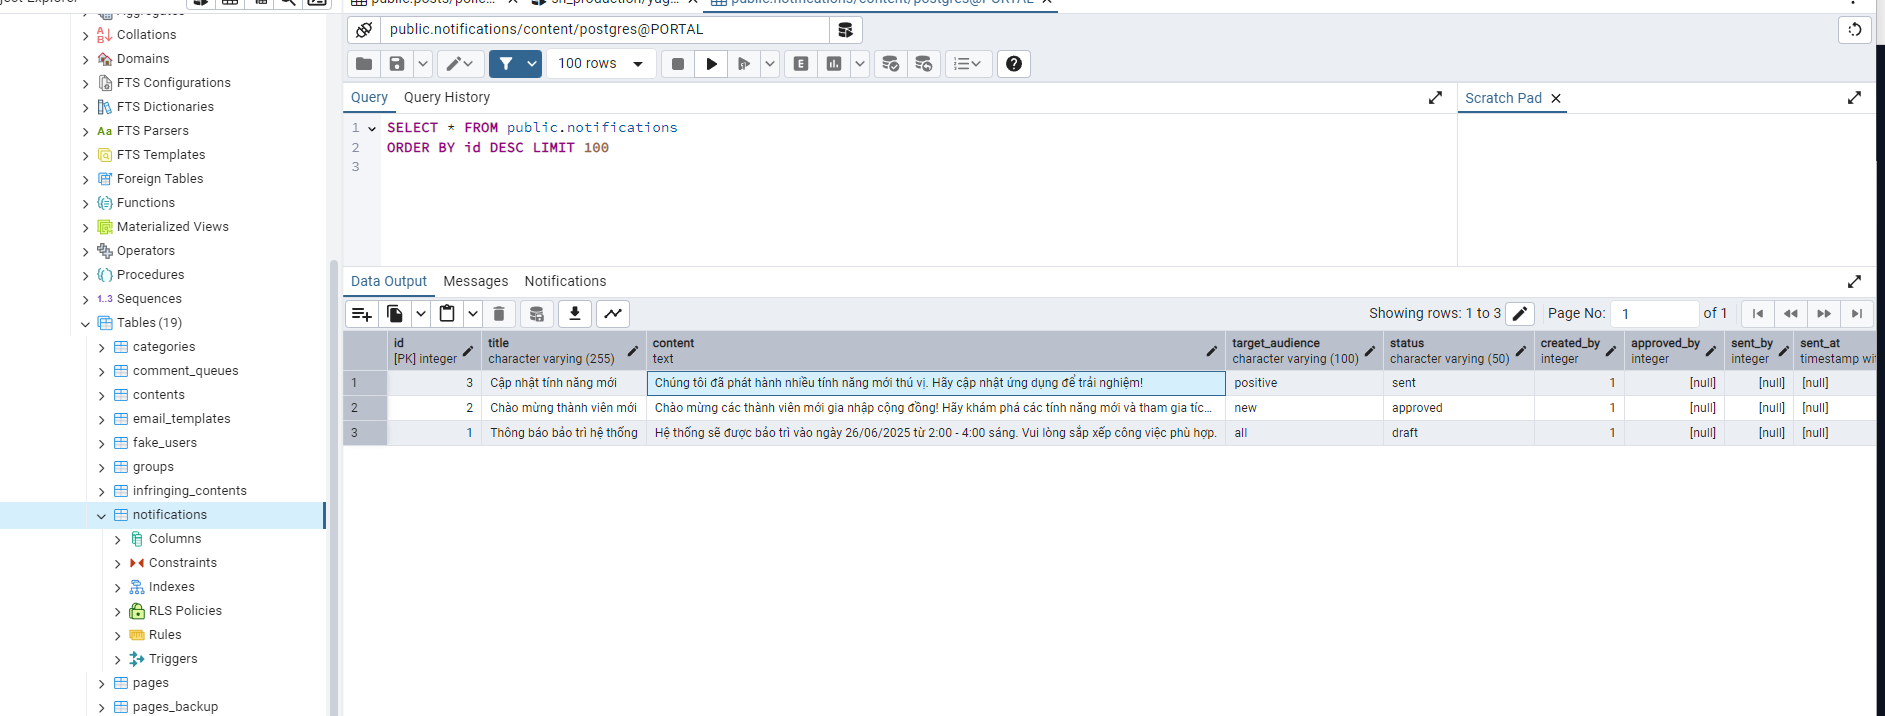 public.notifications/content/postgres@PORTAL
100 rows
E
Query
Query History
Scratch Pad
1 SELECT * FROM public.notifications
2 ORDER BY id DESC LIMIT 100
3
Data Output
Messages
Notifications
Showing rows: 1 to 3
Page No: 1 of 1
id title content target_audience status created_by approved_by sent_by sent_at
[PK] integer character varying (255) text character varying (100) character varying (50) integer integer integer timestamp wit
1 3 Cập nhật tính năng mới Chúng tôi đã phát hành nhiều tính năng mới thú vị. Hãy cập nhật ứng dụng để trải nghiệm! positive sent 1 [null] [null] [null]
2 2 Chào mừng thành viên mới Chào mừng các thành viên mới gia nhập cộng đồng! Hãy khám phá các tính năng mới và tham gia tíc... new approved 1 [null] [null] [null]
3 1 Thông báo bảo trì hệ thống Hệ thống sẽ được bảo trì vào ngày 26/06/2025 từ 2:00 - 4:00 sáng. Vui lòng sắp xếp công việc phù hợp. all draft 1 [null] [null] [null]
Collations
Domains
FTS Configurations
FTS Dictionaries
Aa FTS Parsers
FTS Templates
Foreign Tables
Functions
Materialized Views
Operators
Procedures
1..3 Sequences
Tables (19)
categories
comment_queues
contents
email_templates
fake_users
groups
infringing_contents
notifications
Columns
Constraints
Indexes
RLS Policies
Rules
Triggers
pages
pages_backup